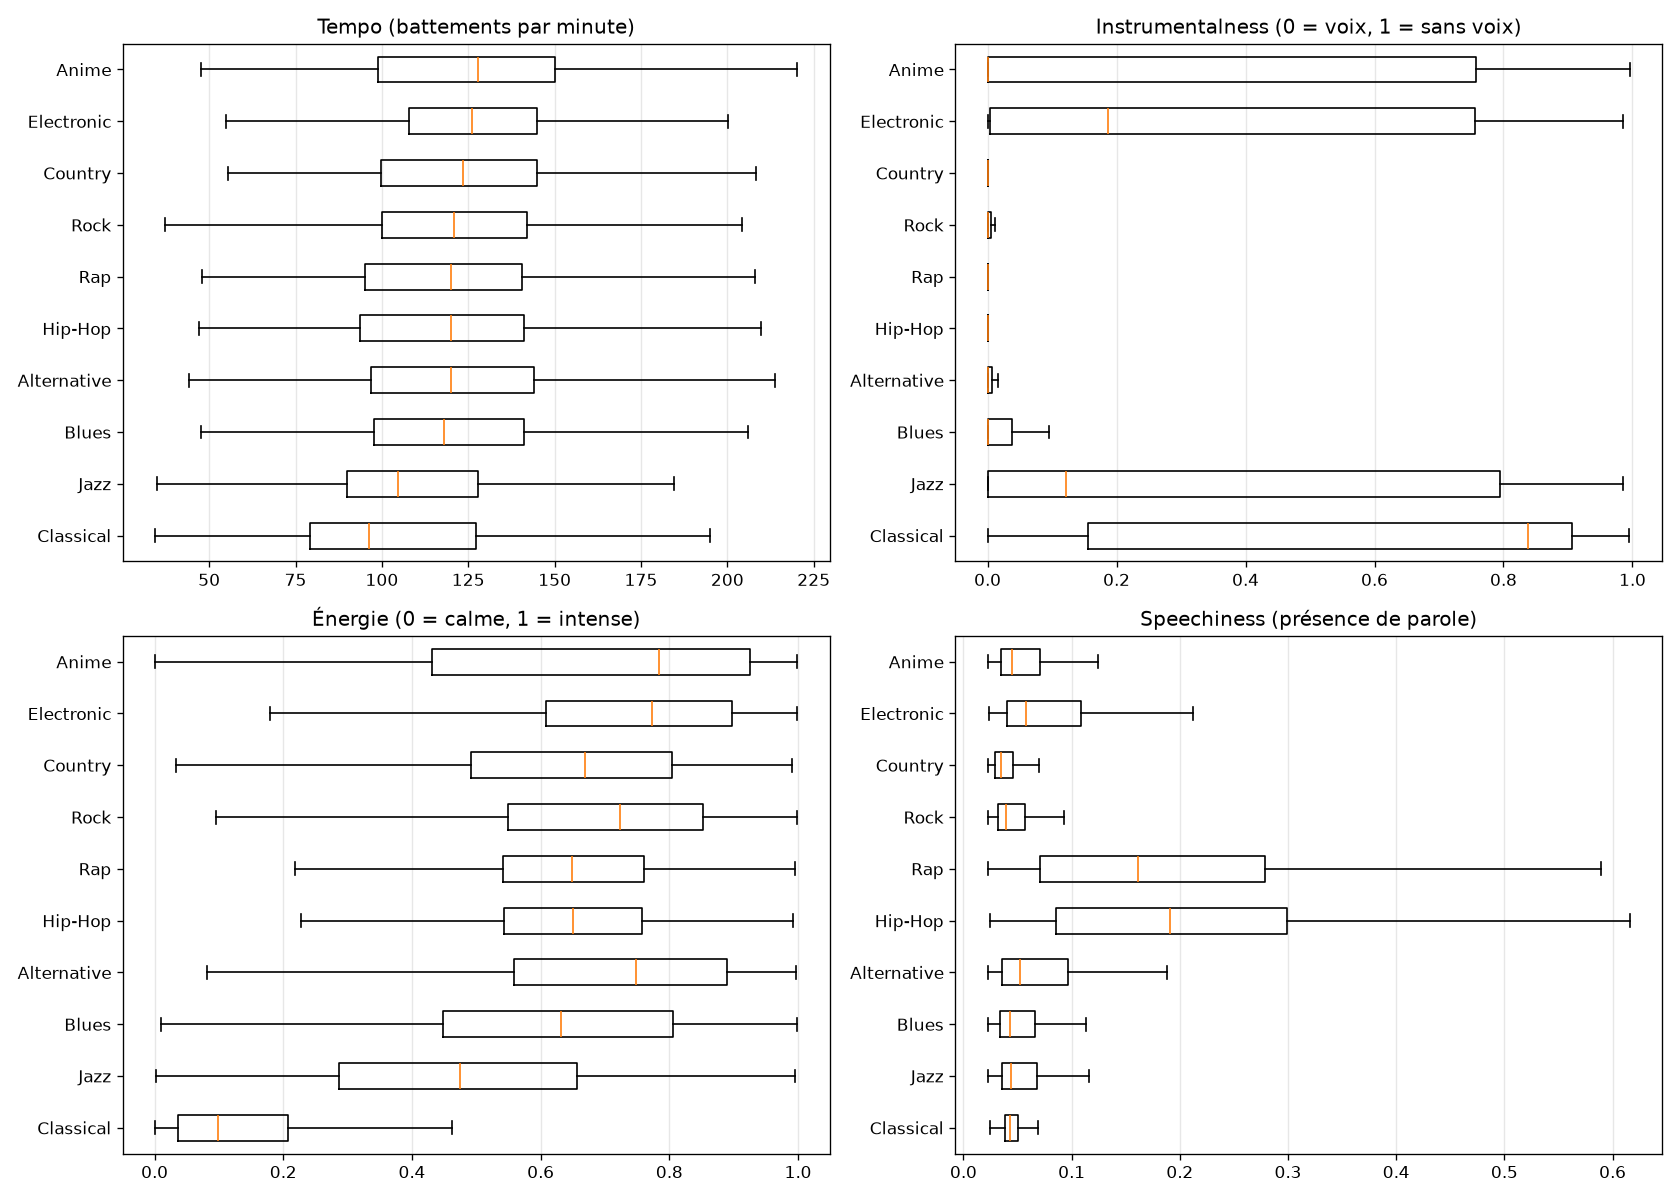 Tempo (battements par minute)
Anime
Electronic
Country
Rock
Rap
Hip-Hop
Alternative
Blues
Jazz
Classical
50 75 100 125 150 175 200 225
Instrumentalness (0 = voix, 1 = sans voix)
Anime
Electronic
Country
Rock
Rap
Hip-Hop
Alternative
Blues
Jazz
Classical
0.0 0.2 0.4 0.6 0.8 1.0
Énergie (0 = calme, 1 = intense)
Anime
Electronic
Country
Rock
Rap
Hip-Hop
Alternative
Blues
Jazz
Classical
0.0 0.2 0.4 0.6 0.8 1.0
Speechiness (présence de parole)
Anime
Electronic
Country
Rock
Rap
Hip-Hop
Alternative
Blues
Jazz
Classical
0.0 0.1 0.2 0.3 0.4 0.5 0.6